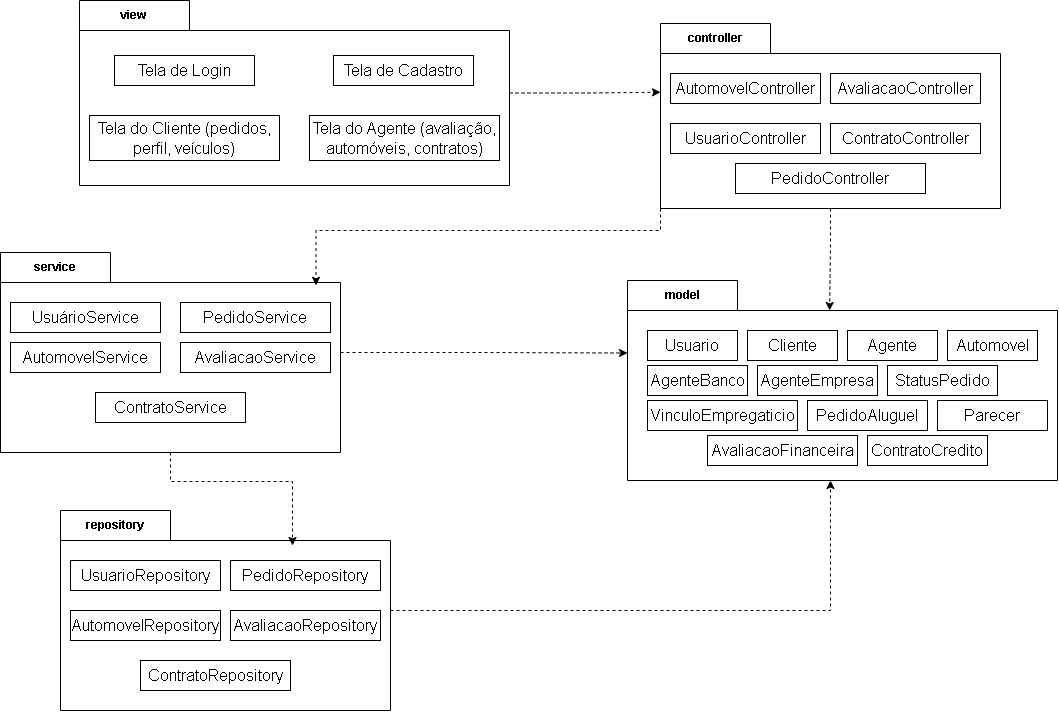 view
Tela de Login
Tela de Cadastro
Tela do Cliente (pedidos,
perfil, veículos)
Tela do Agente (avaliação,
automóveis, contratos)
controller
AutomovelController
AvaliacaoController
UsuarioController
ContratoController
PedidoController
service
UsuárioService
PedidoService
AutomovelService
AvaliacaoService
ContratoService
model
Usuario
Cliente
Agente
Automovel
AgenteBanco
AgenteEmpresa
StatusPedido
VinculoEmpregaticio
PedidoAluguel
Parecer
AvaliacaoFinanceira
ContratoCredito
repository
UsuarioRepository
PedidoRepository
AutomovelRepository
AvaliacaoRepository
ContratoRepository